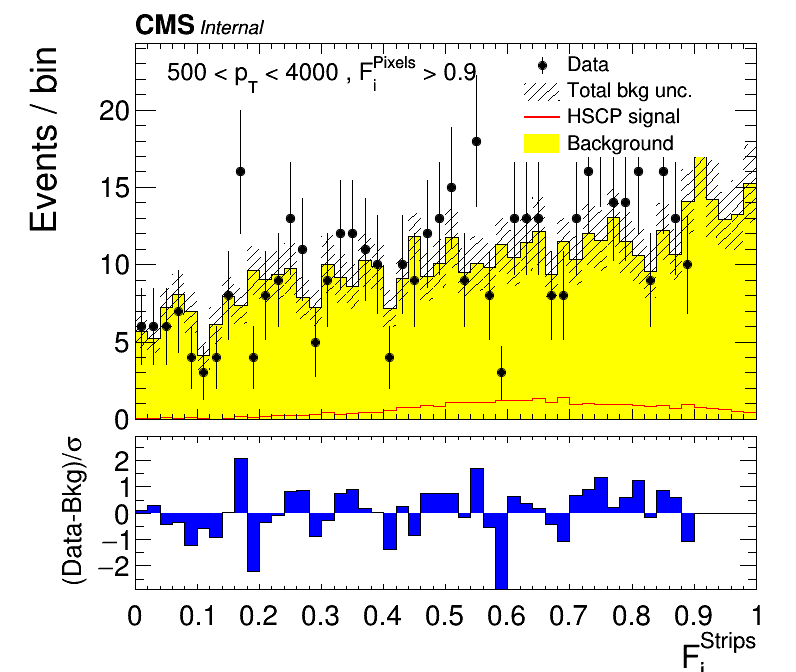 CMS Internal
500 < p_T < 4000 , F_i^Pixels > 0.9
Data
Total bkg unc.
HSCP signal
Background
Events / bin
20
15
10
5
0
(Data-Bkg)/σ
2
1
0
−1
−2
0 0.1 0.2 0.3 0.4 0.5 0.6 0.7 0.8 0.9 1
F_i^Strips